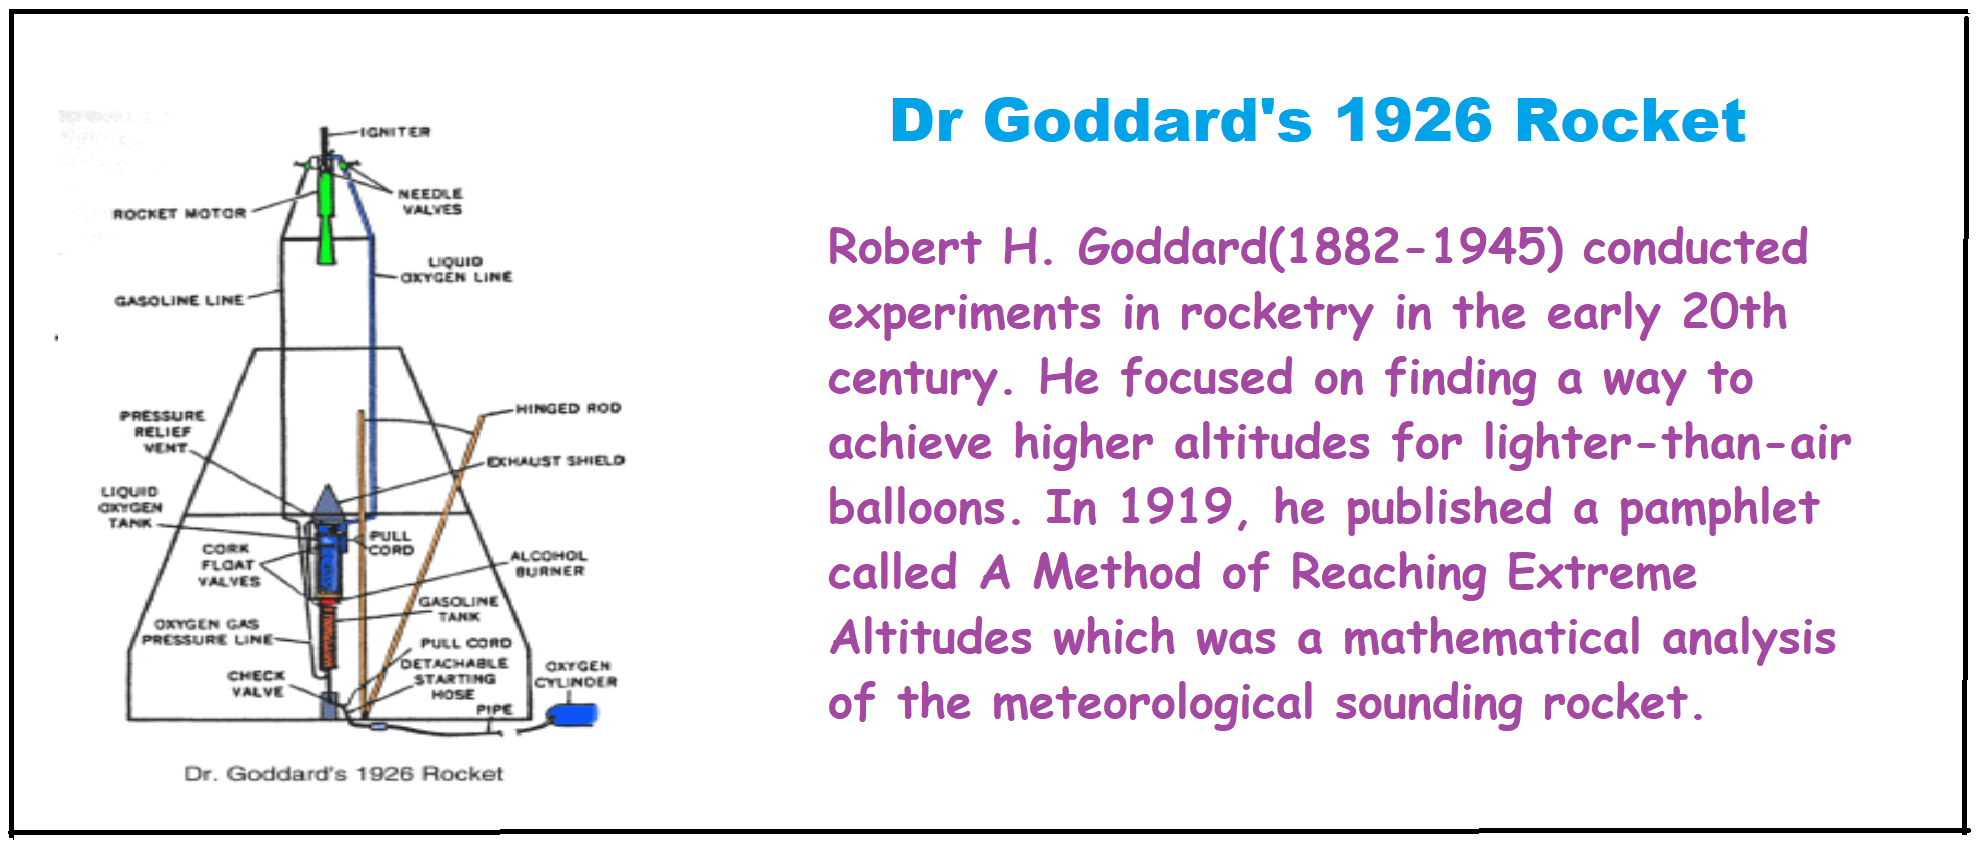 IGNITER
NEEDLE
VALVES
ROCKET MOTOR
LIQUID
OXYGEN LINE
GASOLINE LINE
HINGED ROD
PRESSURE
RELIEF
VENT
EXHAUST SHIELD
LIQUID
OXYGEN
TANK
PULL
CORD
CORK
FLOAT
VALVES
ALCOHOL
BURNER
GASOLINE
TANK
OXYGEN GAS
PRESSURE LINE
PULL CORD
DETACHABLE
STARTING
HOSE
OXYGEN
CYLINDER
CHECK
VALVE
PIPE
Dr. Goddard's 1926 Rocket
Dr Goddard's 1926 Rocket
Robert H. Goddard(1882-1945) conducted
experiments in rocketry in the early 20th
century. He focused on finding a way to
achieve higher altitudes for lighter-than-air
balloons. In 1919, he published a pamphlet
called A Method of Reaching Extreme
Altitudes which was a mathematical analysis
of the meteorological sounding rocket.